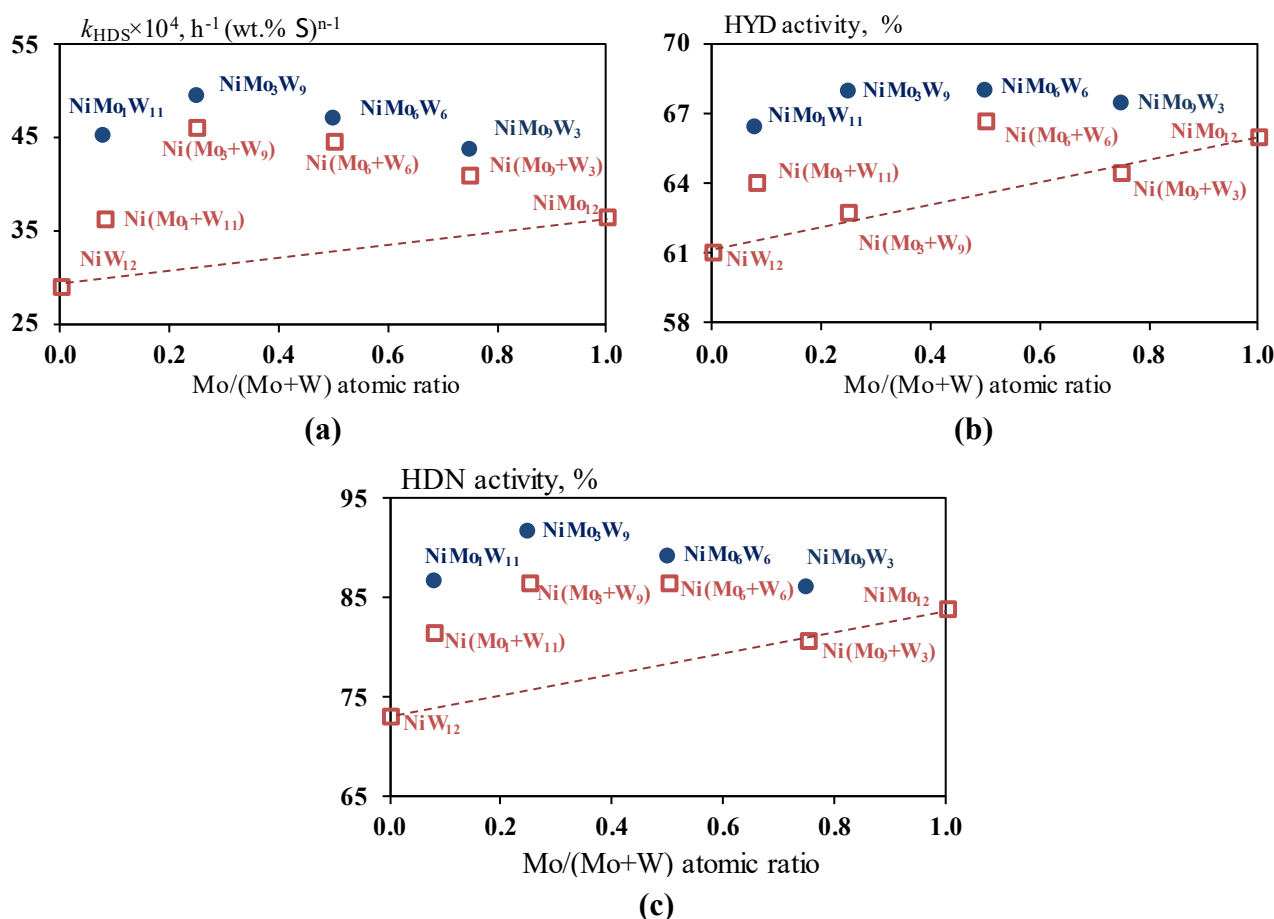 k_HDS×10⁴, h⁻¹ (wt.% S)ⁿ⁻¹
55
45
35
25
NiMo₁W₁₁
NiMo₃W₉
NiMo₆W₆
NiMo₉W₃
Ni(Mo₃+W₉)
Ni(Mo₆+W₆)
Ni(Mo₉+W₃)
Ni(Mo₁+W₁₁)
NiMo₁₂
NiW₁₂
0.0 0.2 0.4 0.6 0.8 1.0
Mo/(Mo+W) atomic ratio
(a)
HYD activity, %
70
67
64
61
58
NiMo₁W₁₁
NiMo₃W₉
NiMo₆W₆
NiMo₉W₃
NiMo₁₂
Ni(Mo₆+W₆)
Ni(Mo₁+W₁₁)
Ni(Mo₉+W₃)
Ni(Mo₃+W₉)
NiW₁₂
0.0 0.2 0.4 0.6 0.8 1.0
Mo/(Mo+W) atomic ratio
(b)
HDN activity, %
95
85
75
65
NiMo₃W₉
NiMo₁W₁₁
NiMo₆W₆
NiMo₉W₃
Ni(Mo₃+W₉)
Ni(Mo₆+W₆)
NiMo₁₂
Ni(Mo₁+W₁₁)
Ni(Mo₉+W₃)
NiW₁₂
0.0 0.2 0.4 0.6 0.8 1.0
Mo/(Mo+W) atomic ratio
(c)